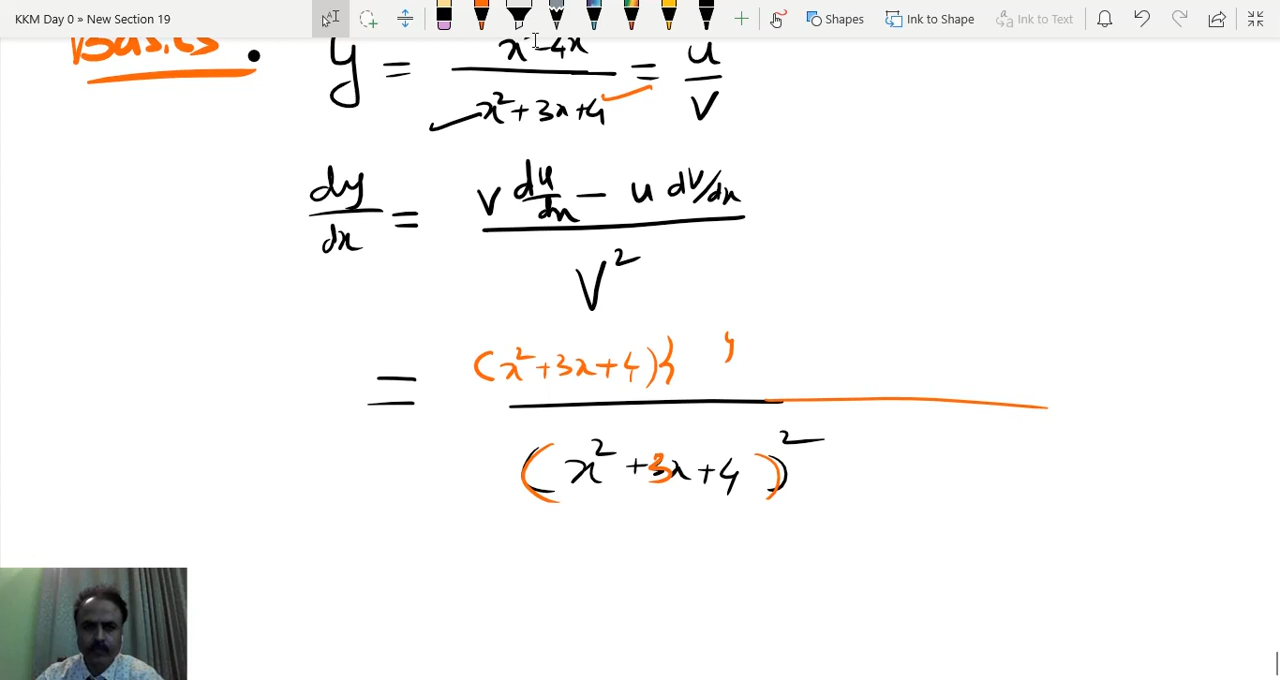 KKM Day 0 » New Section 19
Shapes
Ink to Shape
Ink to Text
Basics • y = x²-4x / x²+3x+4 = u/v
dy/dx = (v du/dx - u dv/dx) / v²
= (x²+3x+4){ } / (x²+3x+4)²